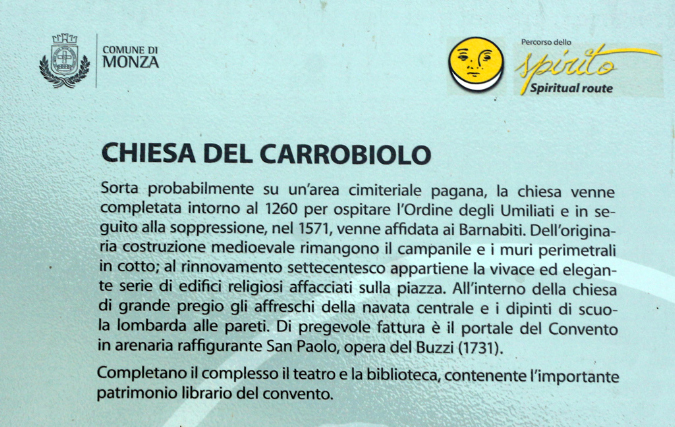 COMUNE DI
MONZA
Percorso dello
spirito
Spiritual route
CHIESA DEL CARROBIOLO
Sorta probabilmente su un'area cimiteriale pagana, la chiesa venne
completata intorno al 1260 per ospitare l'Ordine degli Umiliati e in se-
guito alla soppressione, nel 1571, venne affidata ai Barnabiti. Dell'origina-
ria costruzione medioevale rimangono il campanile e i muri perimetrali
in cotto; al rinnovamento settecentesco appartiene la vivace ed elegan-
te serie di edifici religiosi affacciati sulla piazza. All'interno della chiesa
di grande pregio gli affreschi della navata centrale e i dipinti di scuo-
la lombarda alle pareti. Di pregevole fattura è il portale del Convento
in arenaria raffigurante San Paolo, opera del Buzzi (1731).
Completano il complesso il teatro e la biblioteca, contenente l'importante
patrimonio librario del convento.